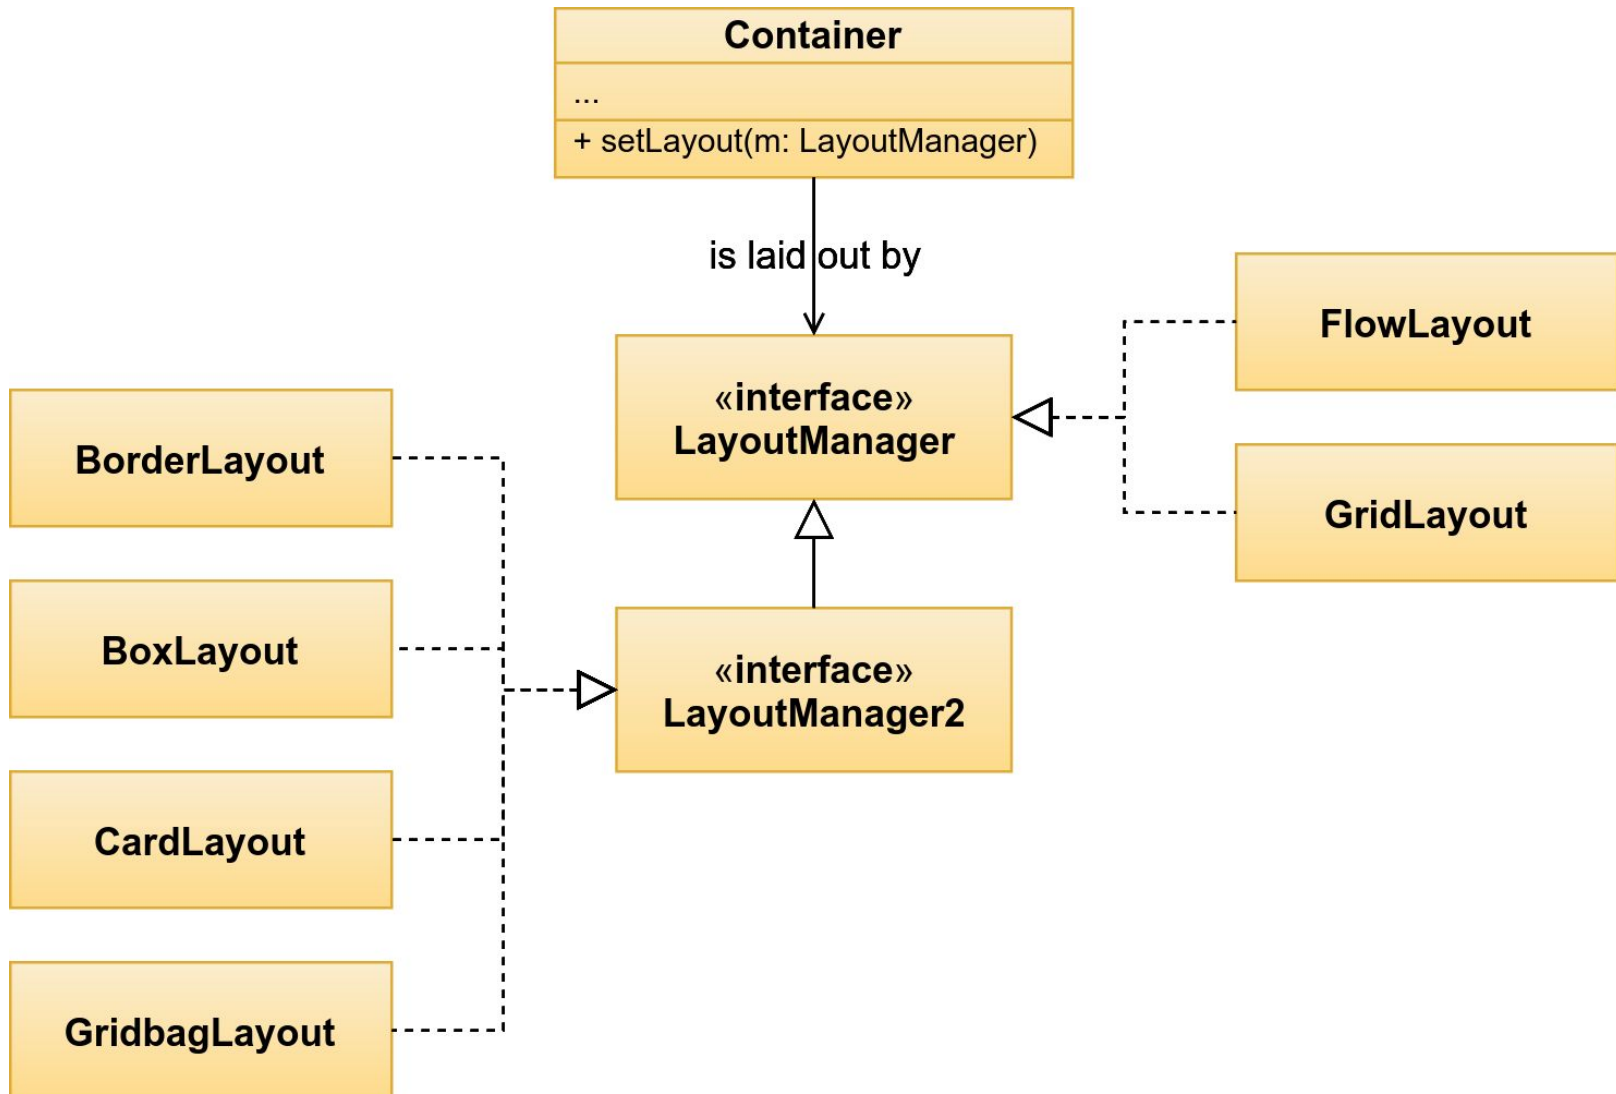 Container
...
+ setLayout(m: LayoutManager)
is laid out by
FlowLayout
«interface»
LayoutManager
BorderLayout
GridLayout
BoxLayout
«interface»
LayoutManager2
CardLayout
GridbagLayout